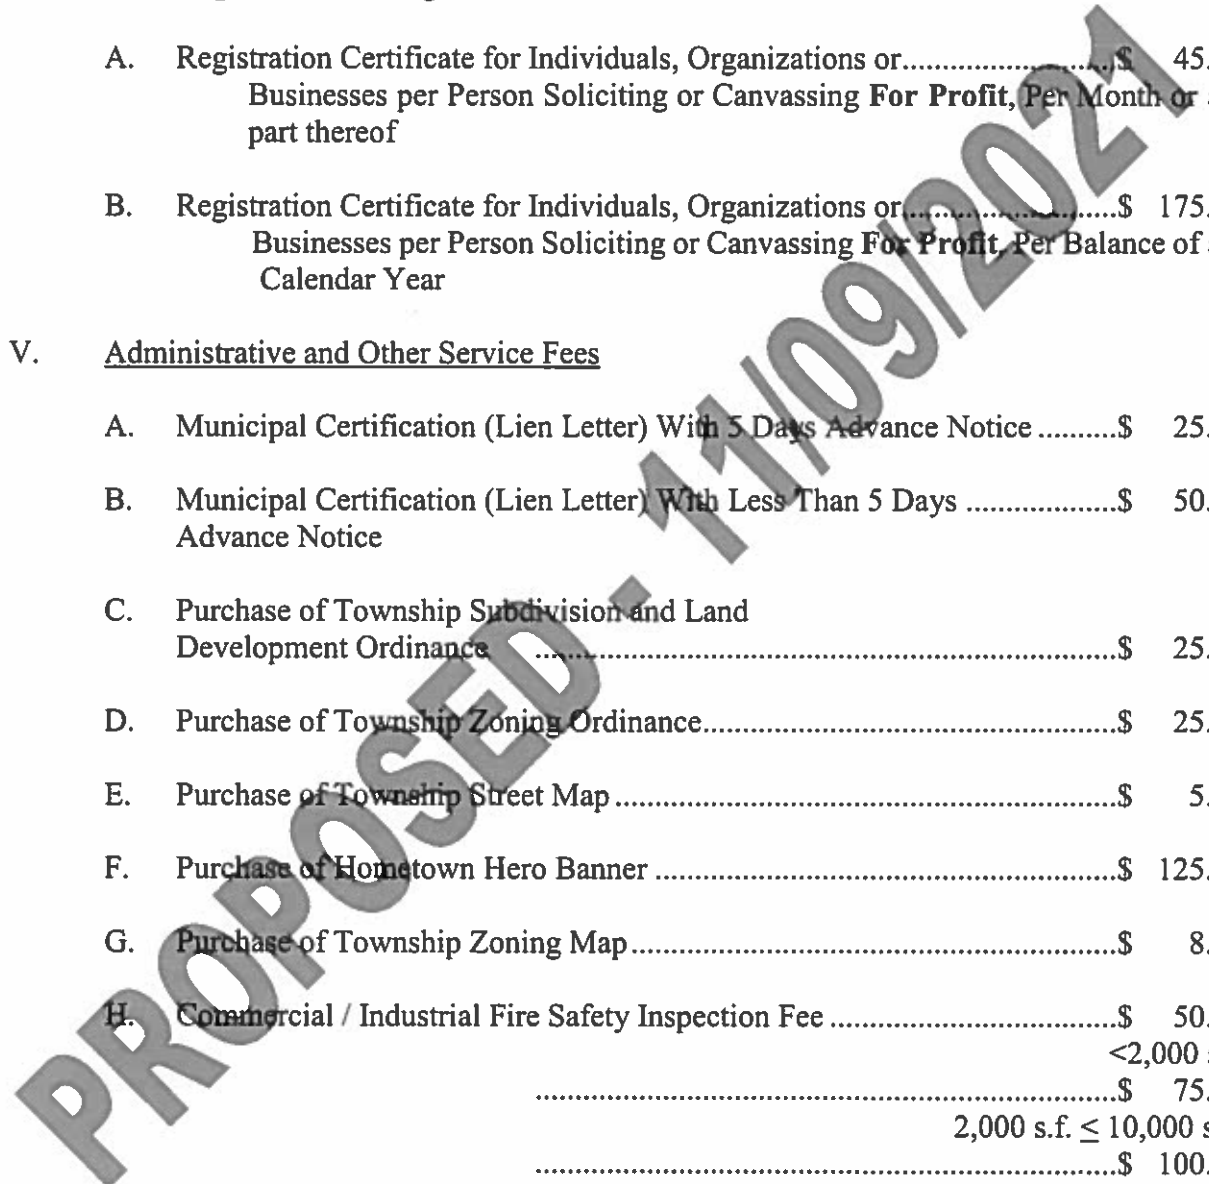 A. Registration Certificate for Individuals, Organizations or..........................$ 45.
Businesses per Person Soliciting or Canvassing For Profit, Per Month or
part thereof
B. Registration Certificate for Individuals, Organizations or..........................$ 175.
Businesses per Person Soliciting or Canvassing For Profit, Per Balance of
Calendar Year
V. Administrative and Other Service Fees
A. Municipal Certification (Lien Letter) With 5 Days Advance Notice ..........$ 25.
B. Municipal Certification (Lien Letter) With Less Than 5 Days ...................$ 50.
Advance Notice
C. Purchase of Township Subdivision and Land
Development Ordinance .........................................................................$ 25.
D. Purchase of Township Zoning Ordinance....................................................$ 25.
E. Purchase of Township Street Map ...............................................................$ 5.
F. Purchase of Hometown Hero Banner ..........................................................$ 125.
G. Purchase of Township Zoning Map.............................................................$ 8.
H. Commercial / Industrial Fire Safety Inspection Fee ....................................$ 50.
<2,000
.........................................................................$ 75.
2,000 s.f. ≤ 10,000 s
.........................................................................$ 100.
PROPOSED - 11/09/2021